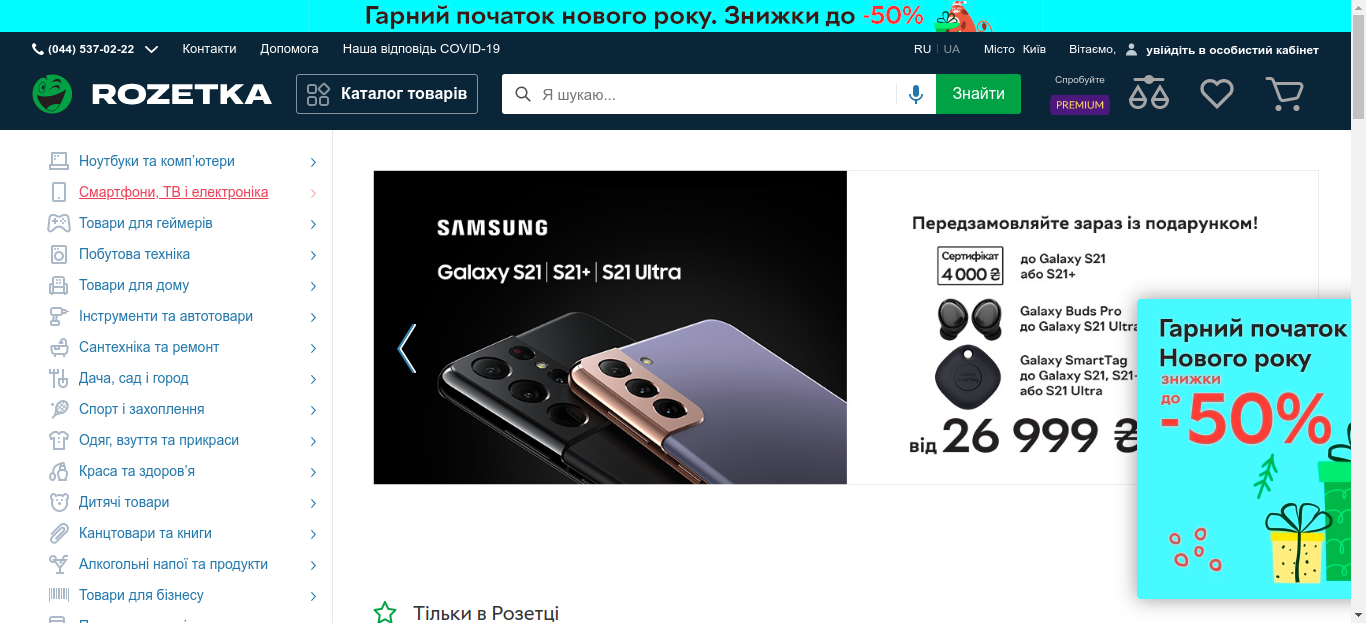 Гарний початок нового року. Знижки до -50%
(044) 537-02-22
Контакти
Допомога
Наша відповідь COVID-19
RU | UA
Місто Київ
Вітаємо, увійдіть в особистий кабінет
ROZETKA
Каталог товарів
Я шукаю...
Знайти
Спробуйте
PREMIUM
Ноутбуки та комп’ютери
Смартфони, ТВ і електроніка
Товари для геймерів
Побутова техніка
Товари для дому
Інструменти та автотовари
Сантехніка та ремонт
Дача, сад і город
Спорт і захоплення
Одяг, взуття та прикраси
Краса та здоров’я
Дитячі товари
Канцтовари та книги
Алкогольні напої та продукти
Товари для бізнесу
SAMSUNG
Galaxy S21 | S21+ | S21 Ultra
Передзамовляйте зараз із подарунком!
Сертифікат
4 000 ₴
до Galaxy S21
або S21+
Galaxy Buds Pro
до Galaxy S21 Ultra
Galaxy SmartTag
до Galaxy S21, S21
або S21 Ultra
від 26 999 ₴
Гарний початок
Нового року
знижки
до
-50%
Тільки в Розетці